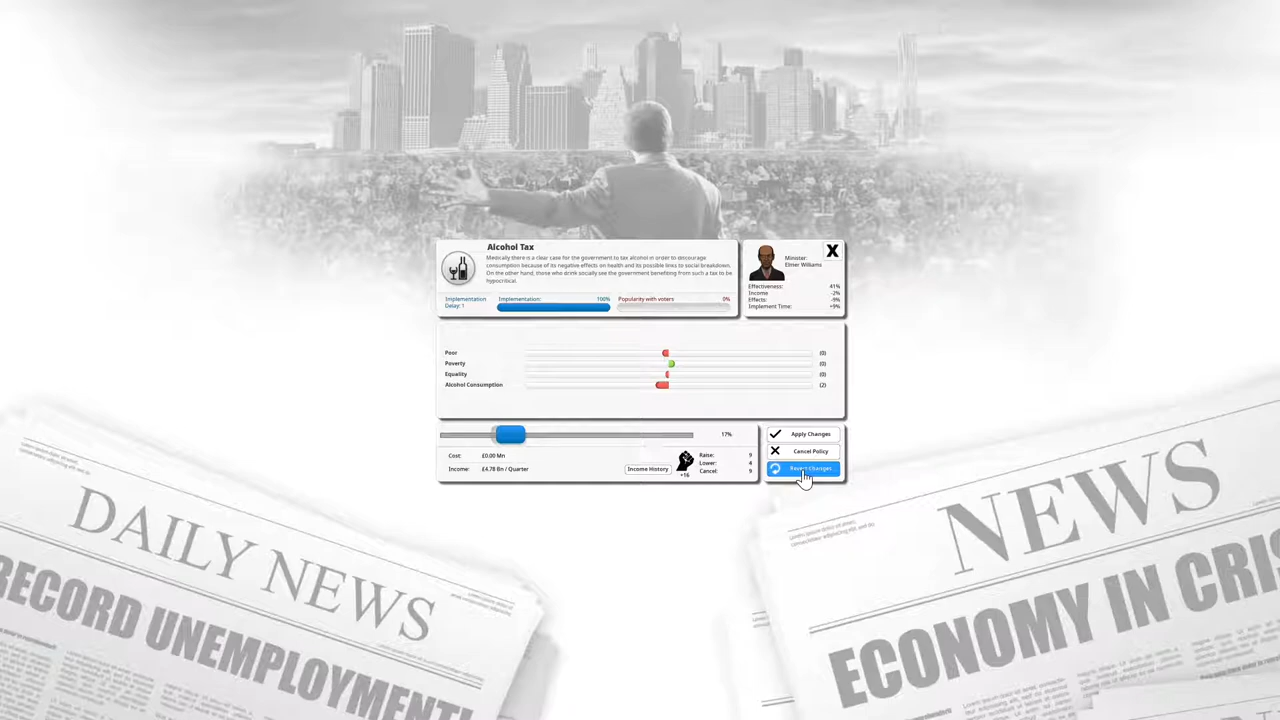 Alcohol Tax
Medically there is a clear case for the government to tax alcohol in order to discourage
consumption because of its negative effects on health and its possible links to social breakdown.
On the other hand, those who drink socially see the government benefiting from such a tax to be
hypocritical.
Implementation
Delay: 1
Implementation: 100%
Popularity with voters 0%
X
Minister:
Elmer Williams
Effectiveness: 41%
Income -2%
Effects: -9%
Implement Time: +9%
Poor (0)
Poverty (0)
Equality (0)
Alcohol Consumption (2)
17%
Cost: £0.00 Mn
Income: £4.78 Bn / Quarter
Income History
+16
Raise: 9
Lower: 4
Cancel: 9
Apply Changes
Cancel Policy
Revert Changes
DAILY NEWS
RECORD UNEMPLOYMENT!
NEWS
ECONOMY IN CRIS